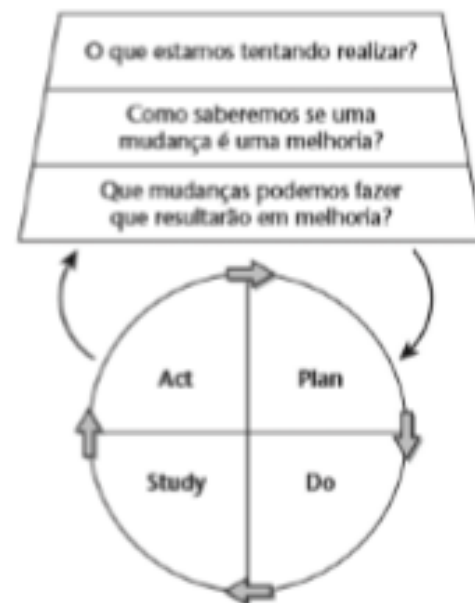 O que estamos tentando realizar?
Como saberemos se uma
mudança é uma melhoria?
Que mudanças podemos fazer
que resultarão em melhoria?
Act
Plan
Study
Do